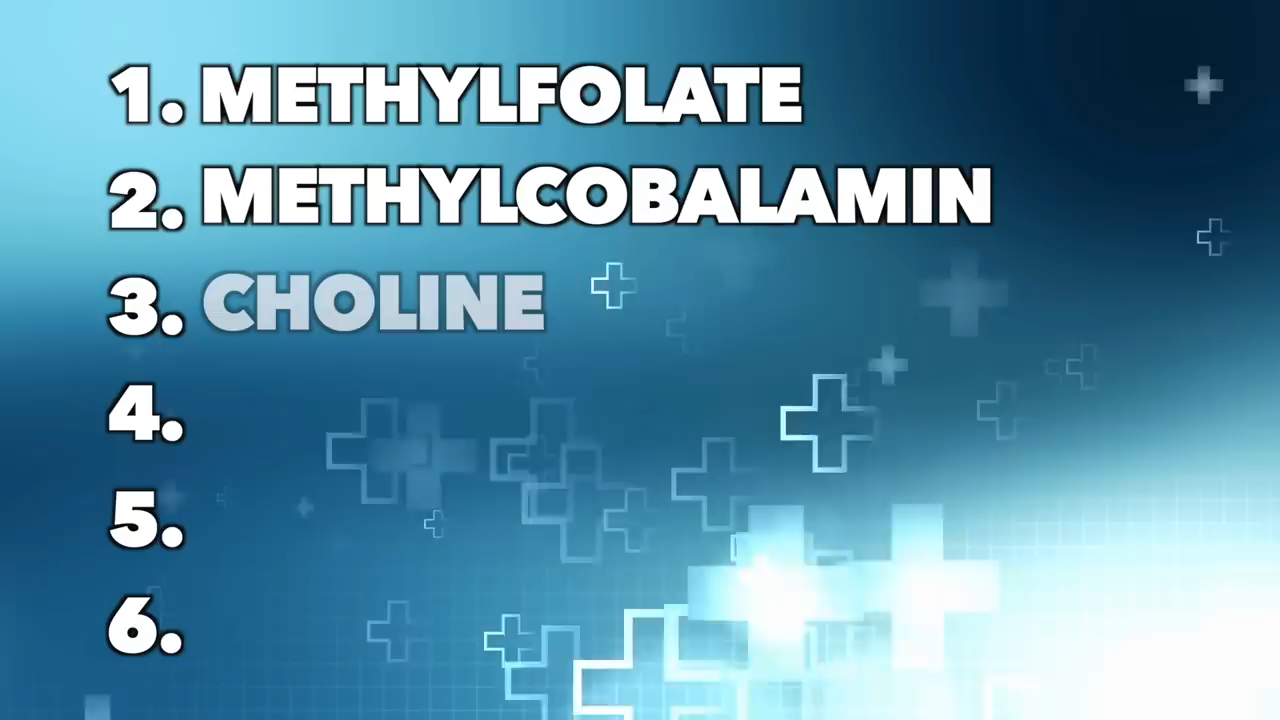 1. METHYLFOLATE
2. METHYLCOBALAMIN
3. CHOLINE
4.
5.
6.